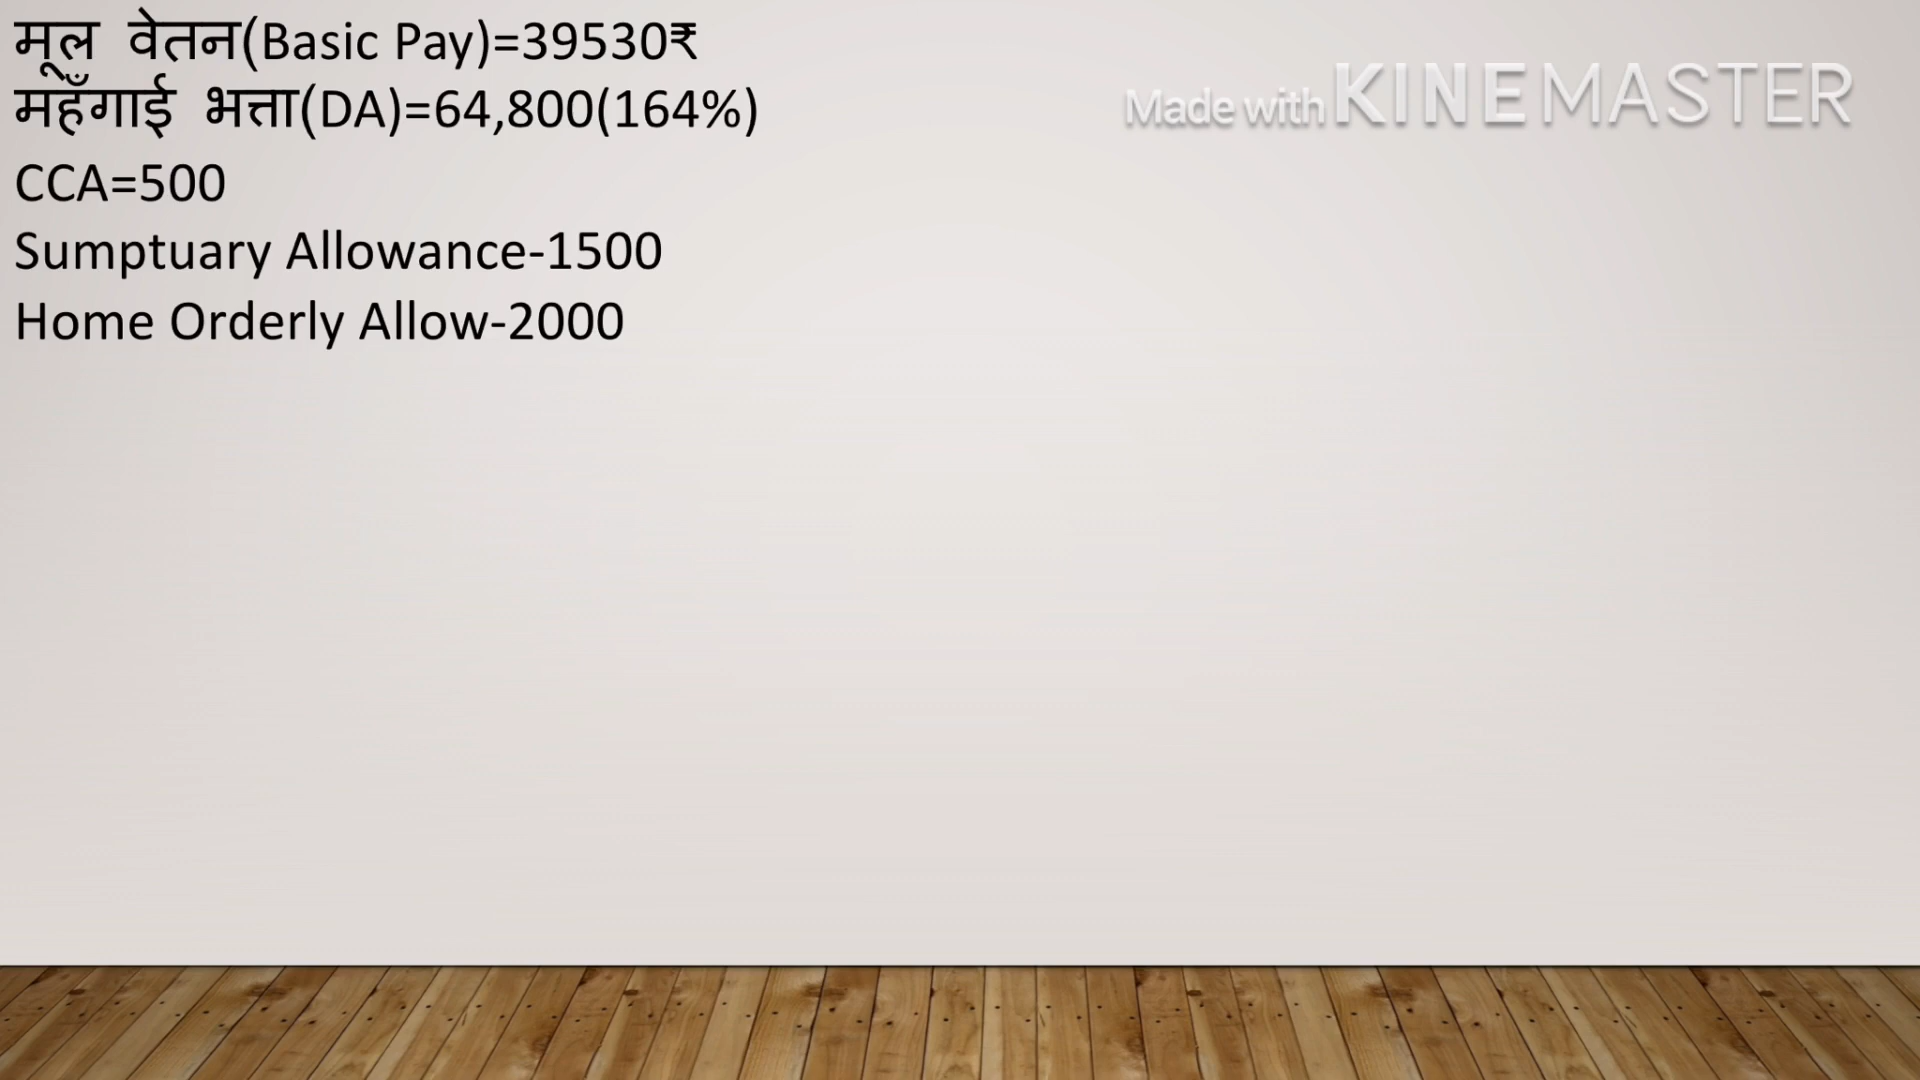 मूल वेतन(Basic Pay)=39530₹
महँगाई भत्ता(DA)=64,800(164%)
CCA=500
Sumptuary Allowance-1500
Home Orderly Allow-2000
Made with KINEMASTER